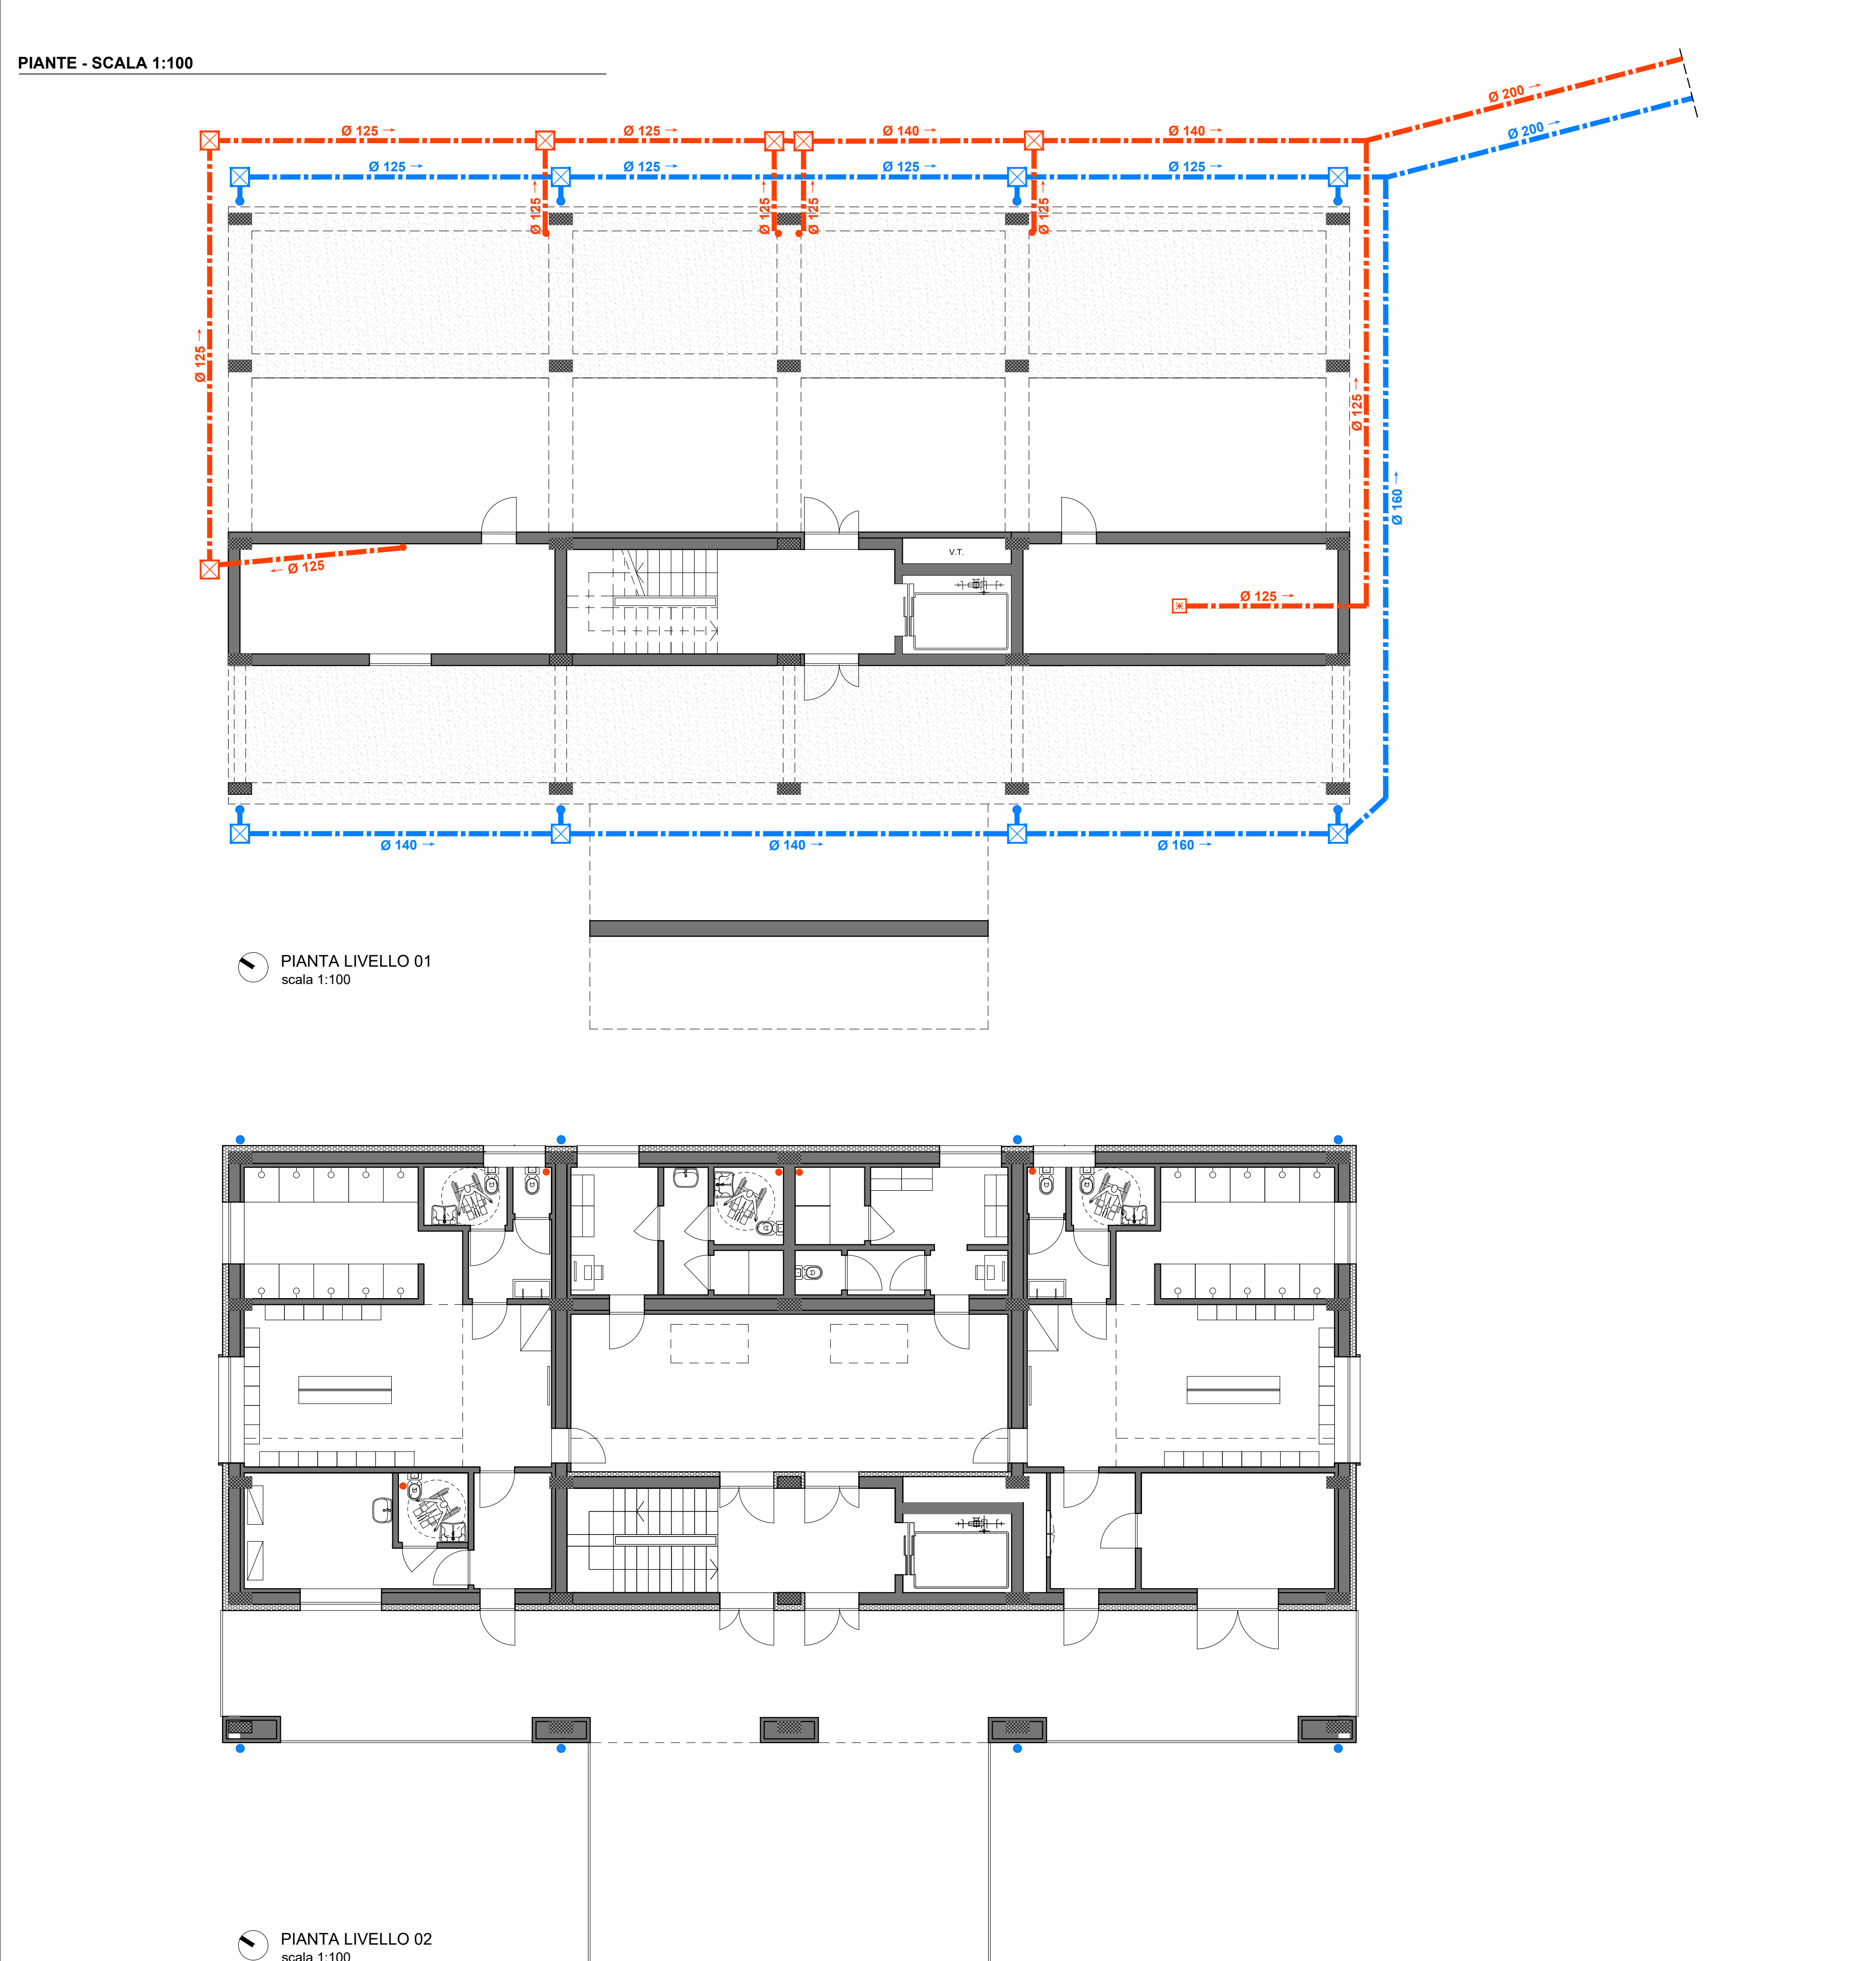 PIANTE - SCALA 1:100
Ø 200 →
Ø 200 →
Ø 125 →
Ø 125 →
Ø 140 →
Ø 140 →
Ø 125 →
Ø 125 →
Ø 125 →
Ø 125 →
Ø 125 →
Ø 125 →
Ø 125 →
Ø 125 →
Ø 125 →
Ø 125 →
Ø 160 →
V.T.
← Ø 125
Ø 125 →
Ø 140 →
Ø 140 →
Ø 160 →
PIANTA LIVELLO 01
scala 1:100
PIANTA LIVELLO 02
scala 1:100